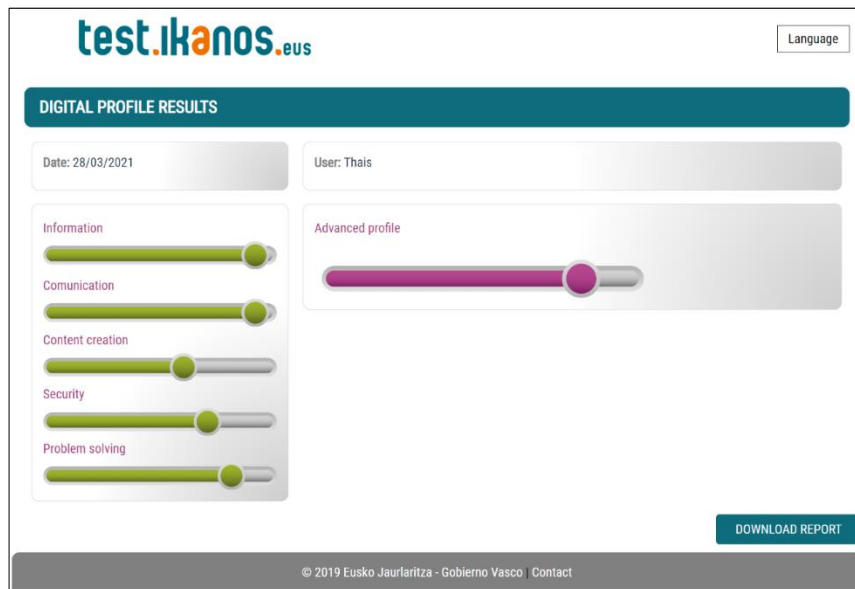 test.ikanos.eus
Language
DIGITAL PROFILE RESULTS
Date: 28/03/2021
User: Thais
Information
Comunication
Content creation
Security
Problem solving
Advanced profile
DOWNLOAD REPORT
© 2019 Eusko Jaurlaritza - Gobierno Vasco | Contact